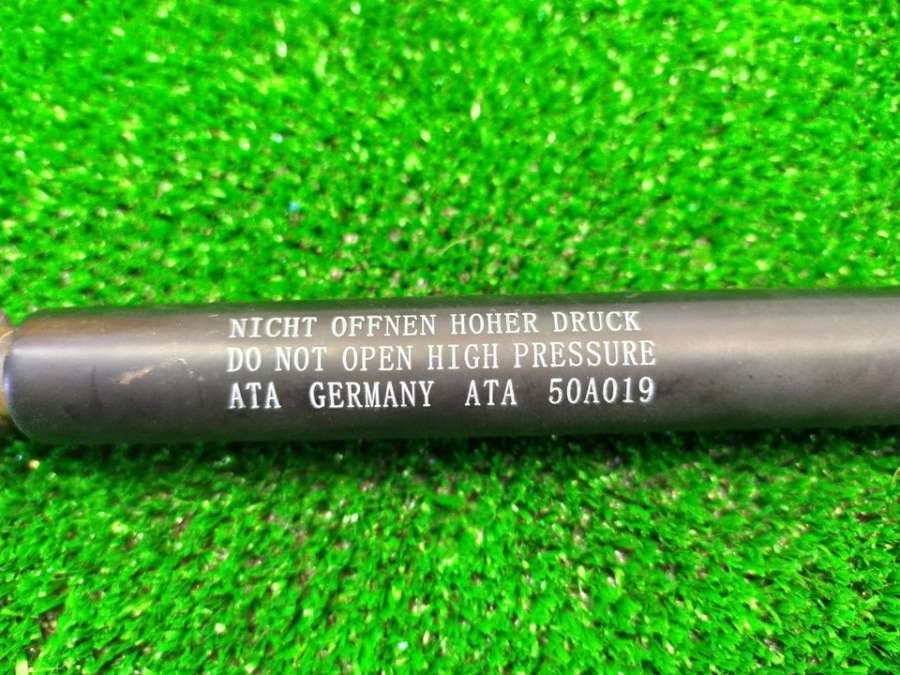 NICHT OFFNEN HOHER DRUCK
DO NOT OPEN HIGH PRESSURE
ATA GERMANY ATA 50A019